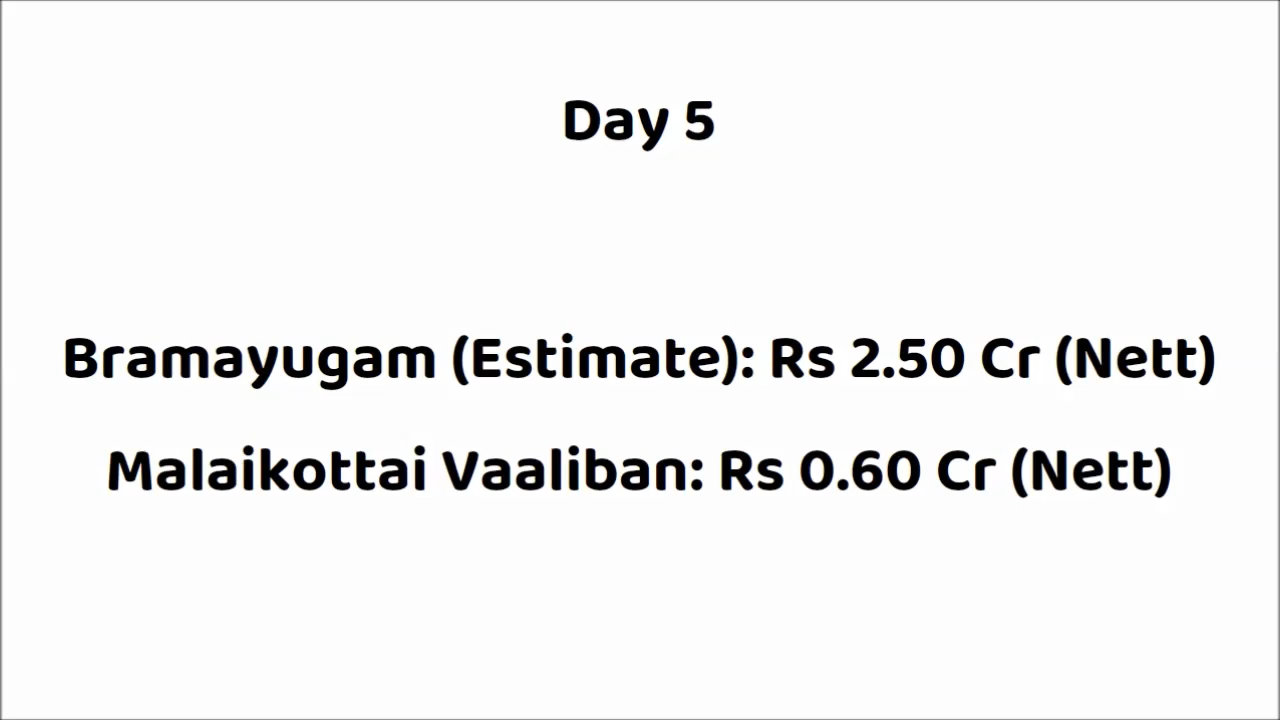 Day 5
Bramayugam (Estimate): Rs 2.50 Cr (Nett)
Malaikottai Vaaliban: Rs 0.60 Cr (Nett)